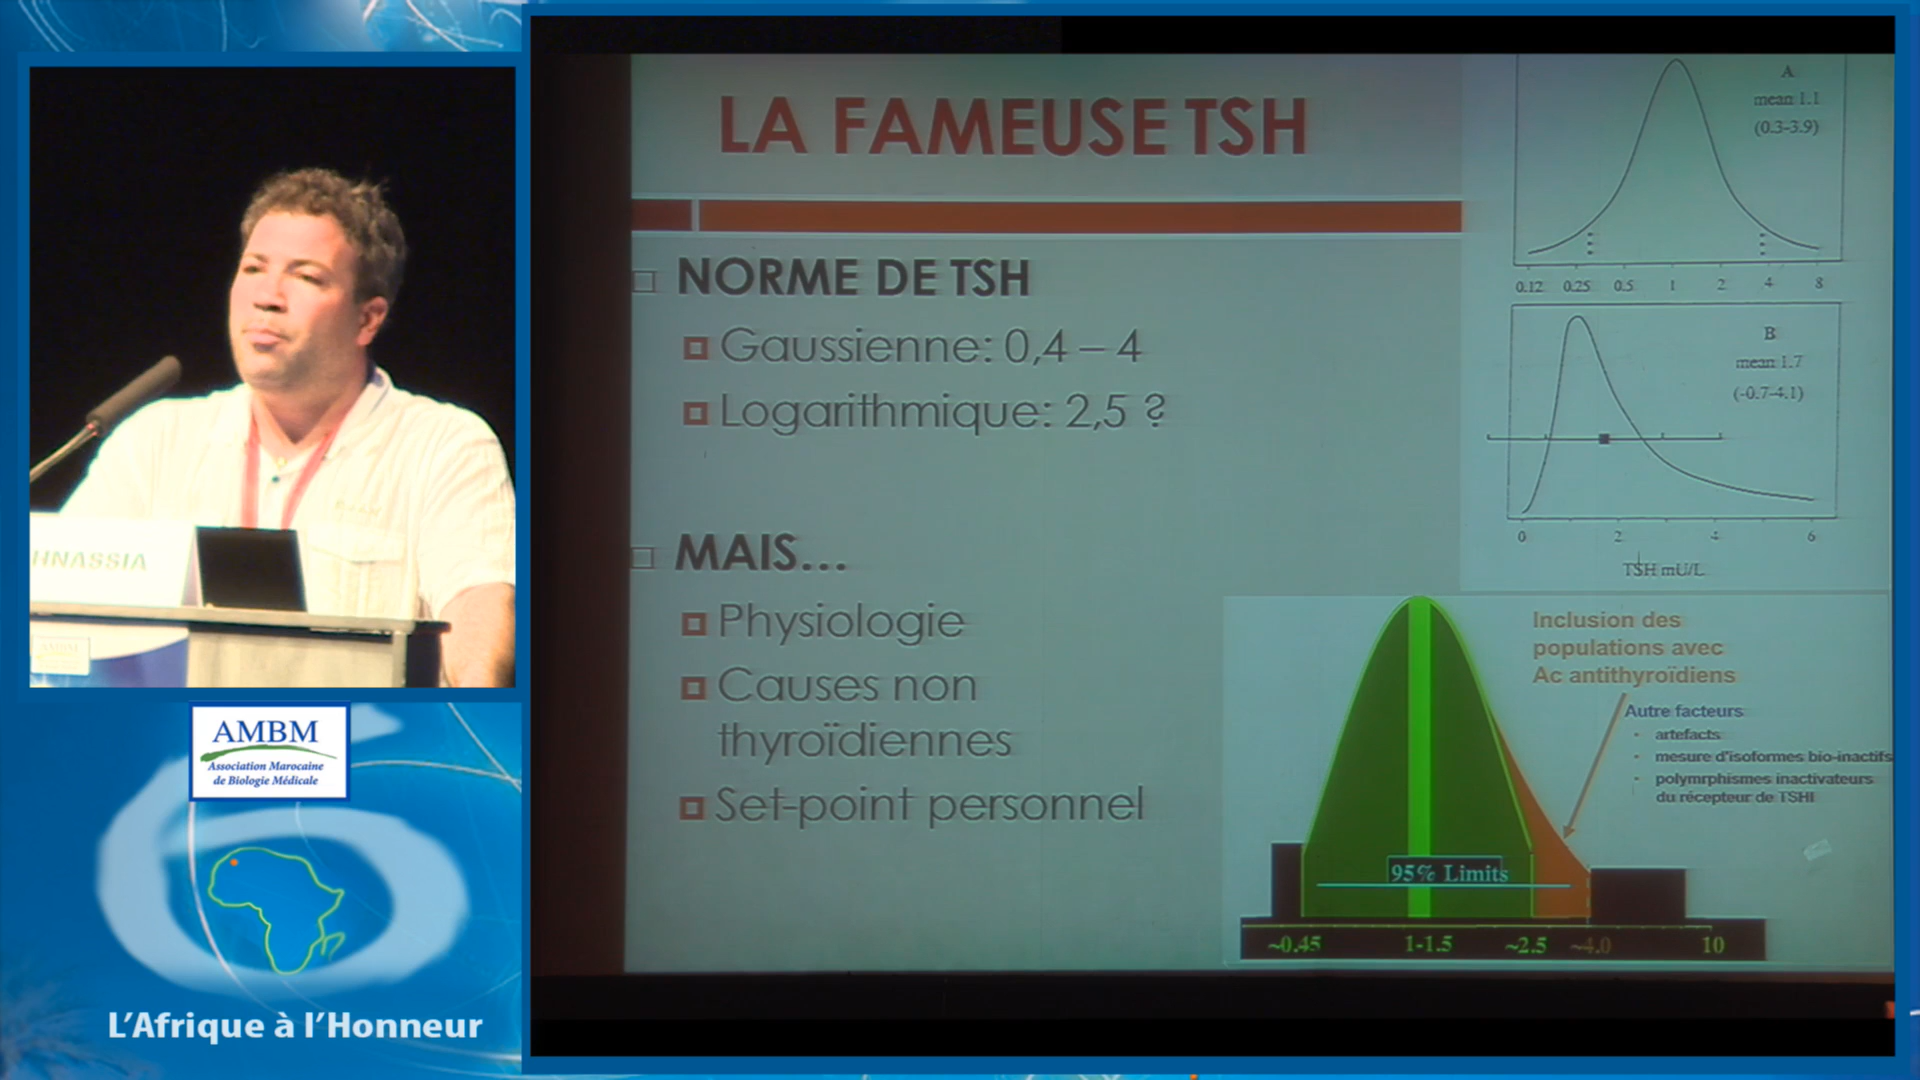 LA FAMEUSE TSH
NORME DE TSH
Gaussienne: 0,4 – 4
Logarithmique: 2,5 ?
MAIS...
Physiologie
Causes non
thyroïdiennes
Set-point personnel
A
mean 1.1
(0.3-3.9)
0.12 0.25 0.5 1 2 4 8
B
mean 1.7
(-0.7-4.1)
0 2 4 6
TSH mU/L
Inclusion des
populations avec
Ac antithyroïdiens
Autre facteurs
artefacts
mesure d'isoformes bio-inactifs
polymrphismes inactivateurs
du récepteur de TSHI
95% Limits
~0.45 1-1.5 ~2.5 ~4.0 10
HNASSIA
AMBM
AMBM
Association Marocaine
de Biologie Médicale
L'Afrique à l'Honneur